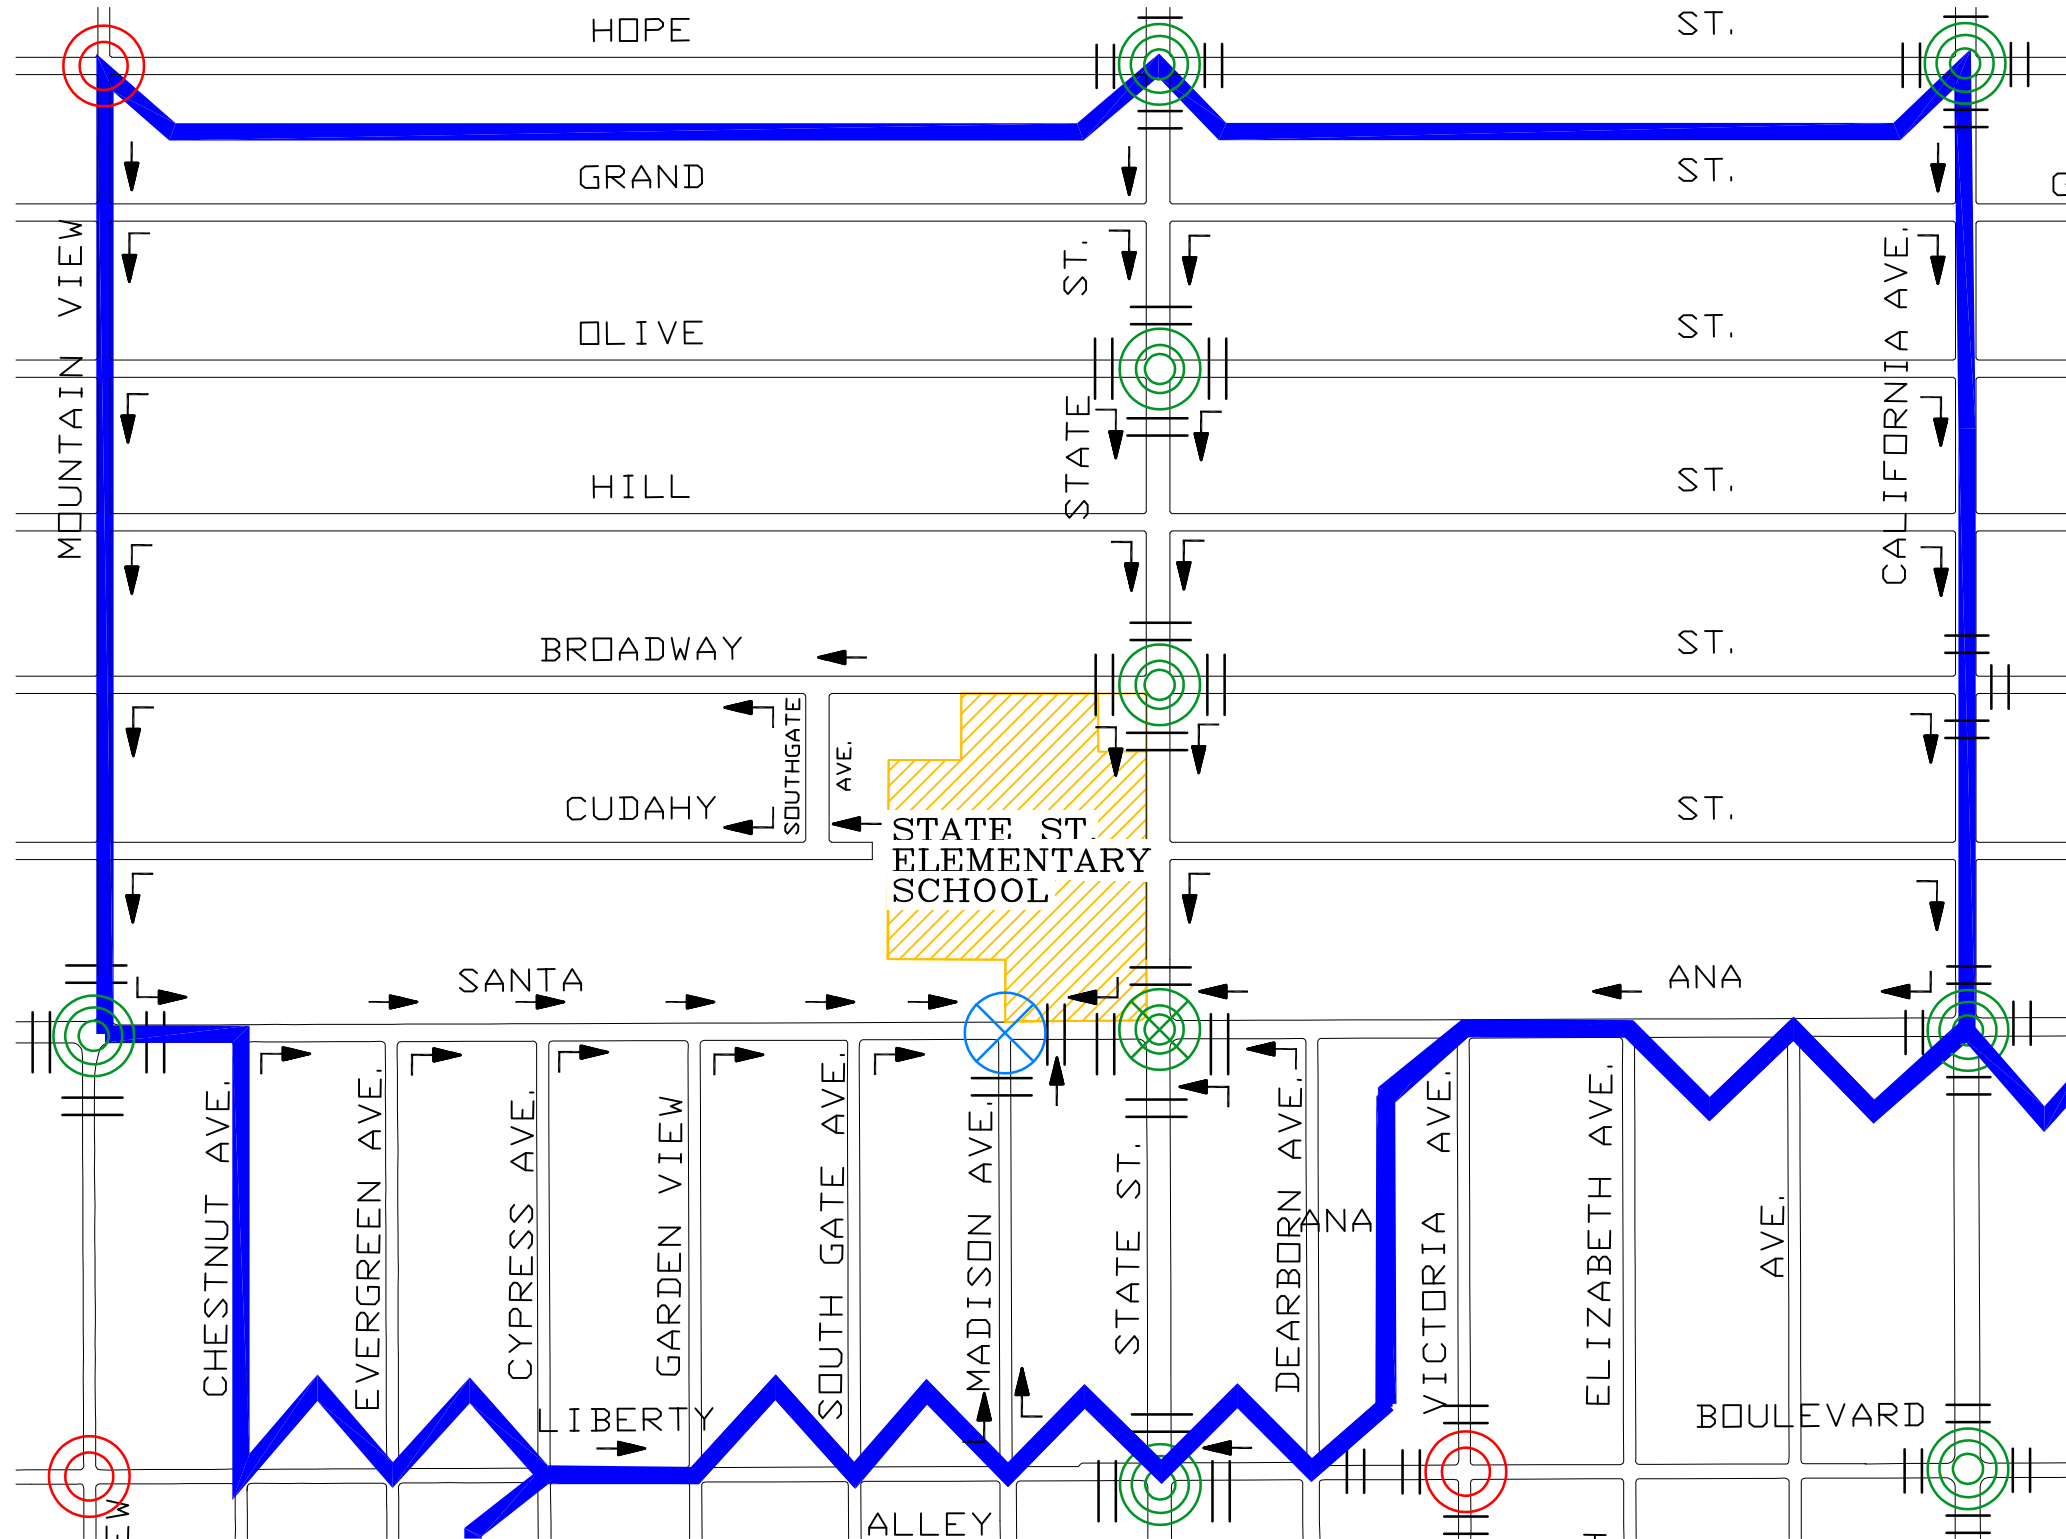 HOPE ST.
GRAND ST.
G
MOUNTAIN VIEW
STATE ST.
CALIFORNIA AVE.
OLIVE ST.
HILL ST.
BROADWAY ST.
SOUTHGATE AVE.
CUDAHY ST.
STATE ST.
ELEMENTARY
SCHOOL
SANTA ANA
CHESTNUT AVE.
EVERGREEN AVE.
CYPRESS AVE.
GARDEN VIEW
SOUTH GATE AVE.
MADISON AVE.
STATE ST.
DEARBORN AVE.
ANA
VICTORIA AVE.
ELIZABETH AVE.
AVE.
LIBERTY BOULEVARD
EW
ALLEY
H